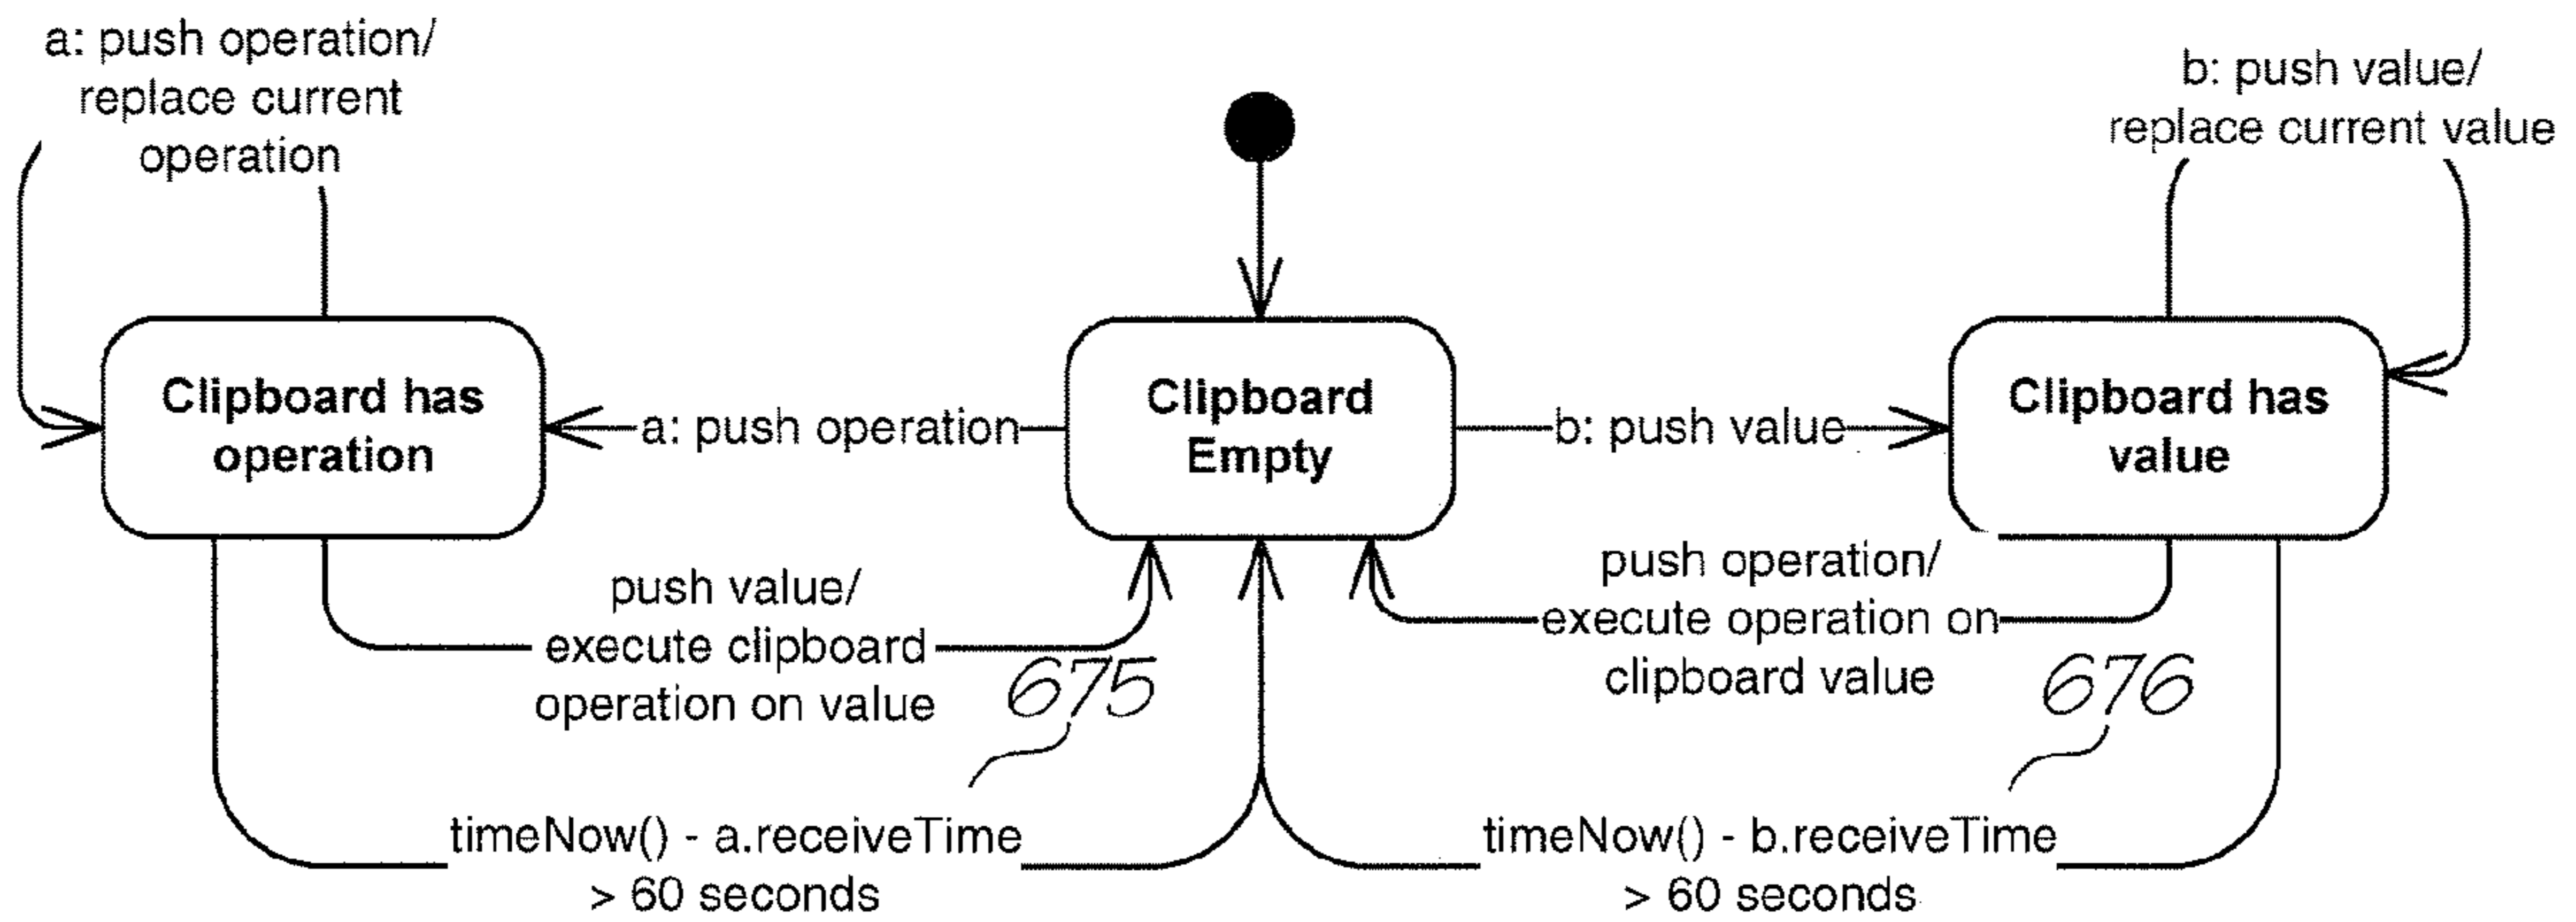 a: push operation/
replace current
operation
b: push value/
replace current value
Clipboard has
operation
a: push operation
Clipboard
Empty
b: push value
Clipboard has
value
push value/
execute clipboard
operation on value
675
push operation/
execute operation on
clipboard value
676
timeNow() - a.receiveTime
> 60 seconds
timeNow() - b.receiveTime
> 60 seconds